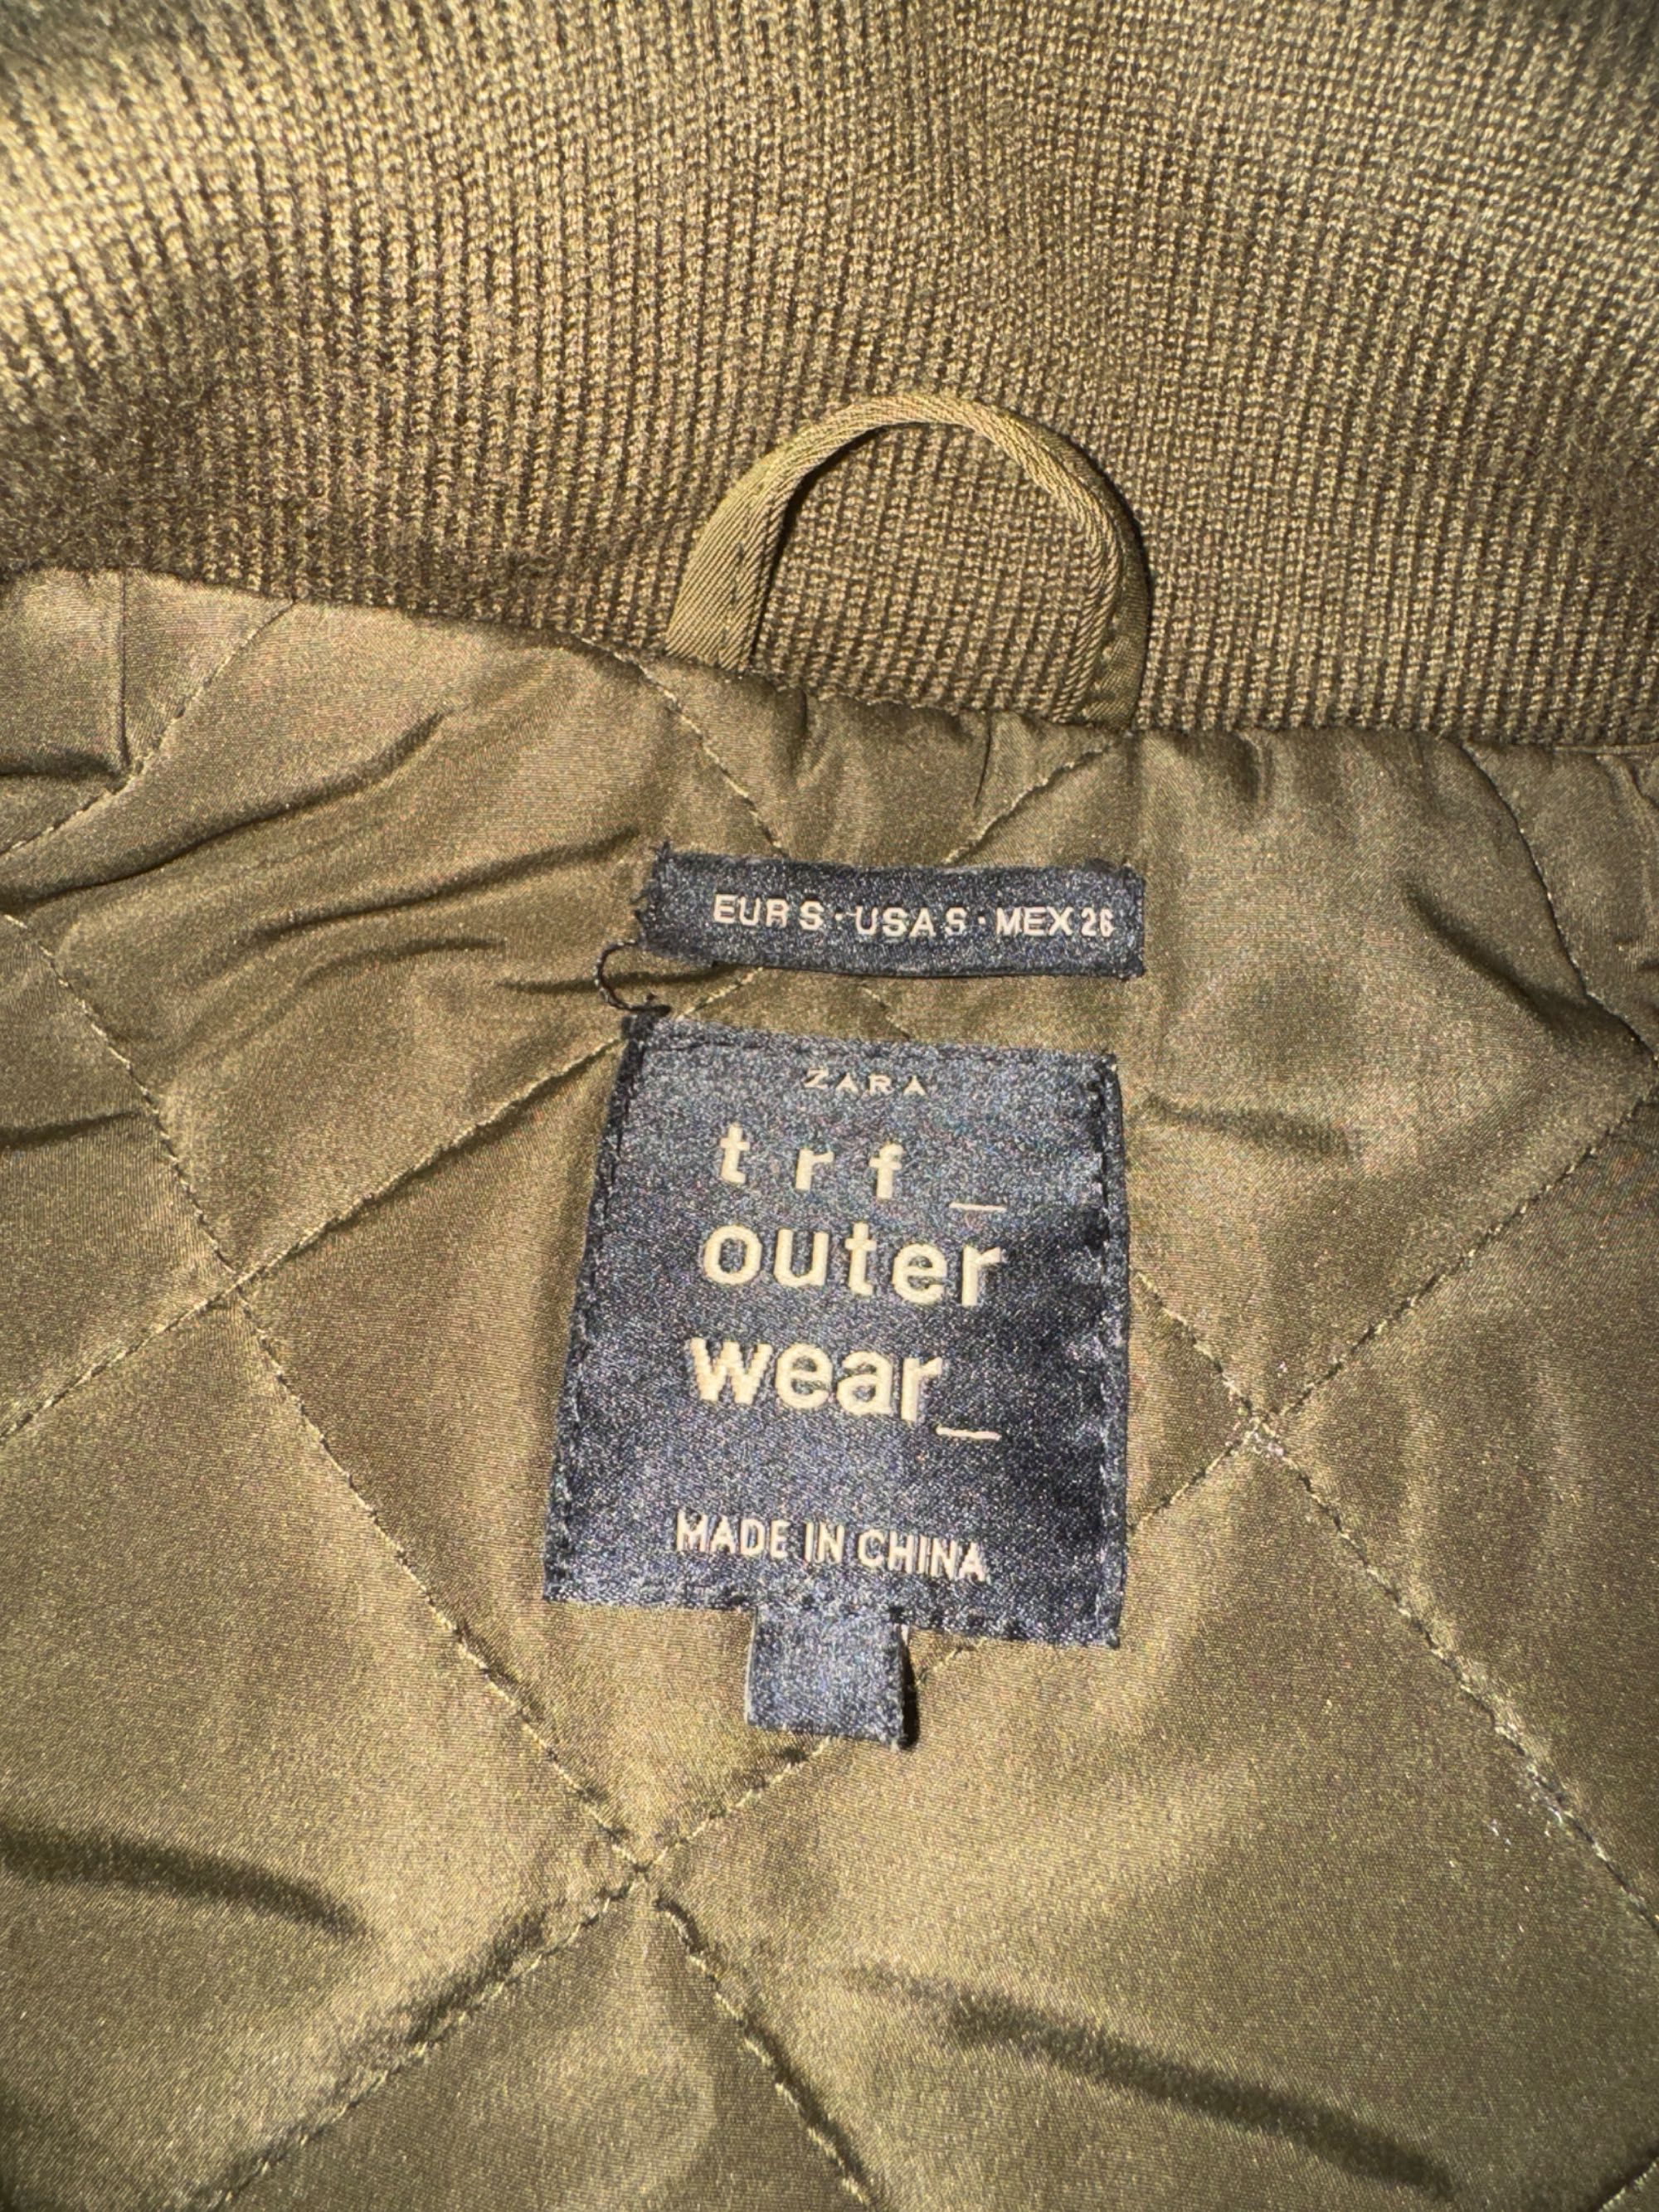 EUR S · USA S · MEX 26
ZARA
trf_
outer
wear_
MADE IN CHINA